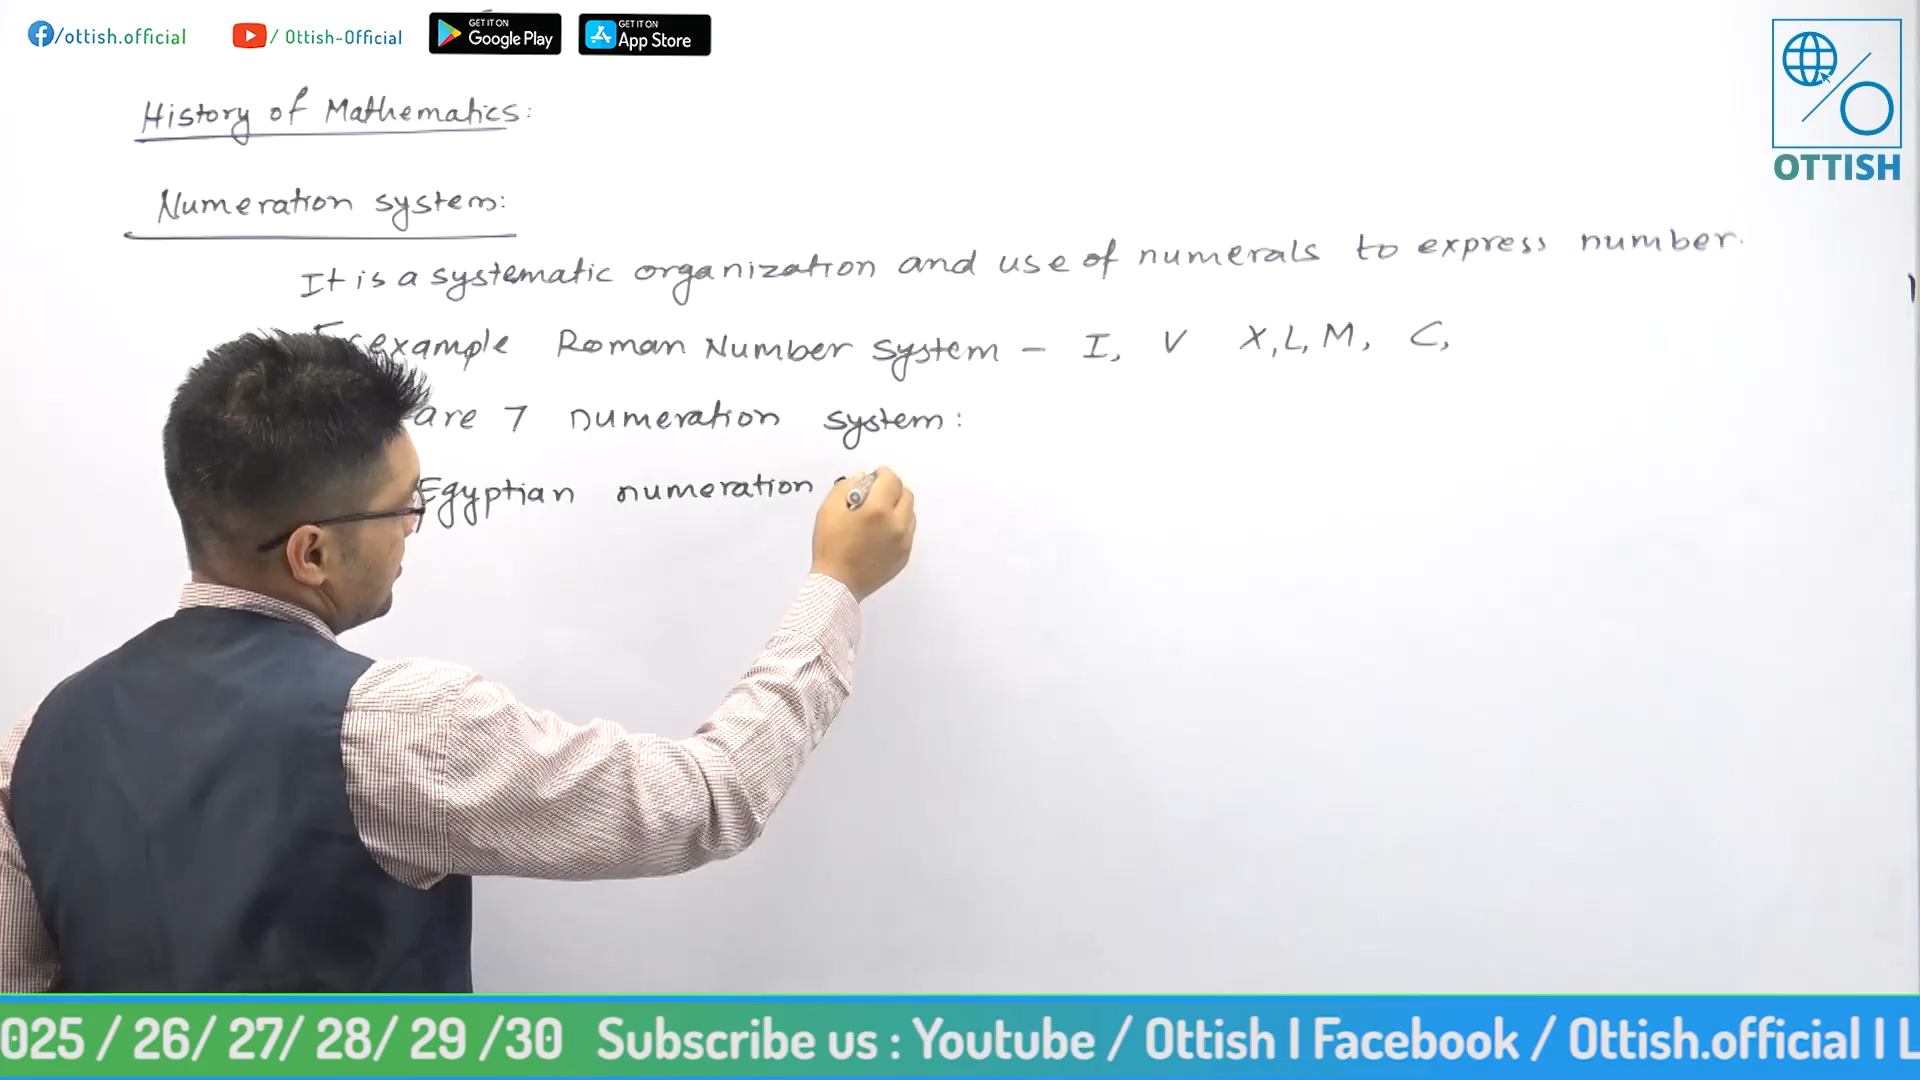 /ottish.official / Ottish-Official GET IT ON Google Play GET IT ON App Store
OTTISH
History of Mathematics:
Numeration system:
It is a systematic organization and use of numerals to express number.
example Roman Number system - I, V X, L, M, C,
are 7 numeration system:
Egyptian numeration
025 / 26/ 27/ 28/ 29 /30 Subscribe us : Youtube / Ottish I Facebook / Ottish.official I L